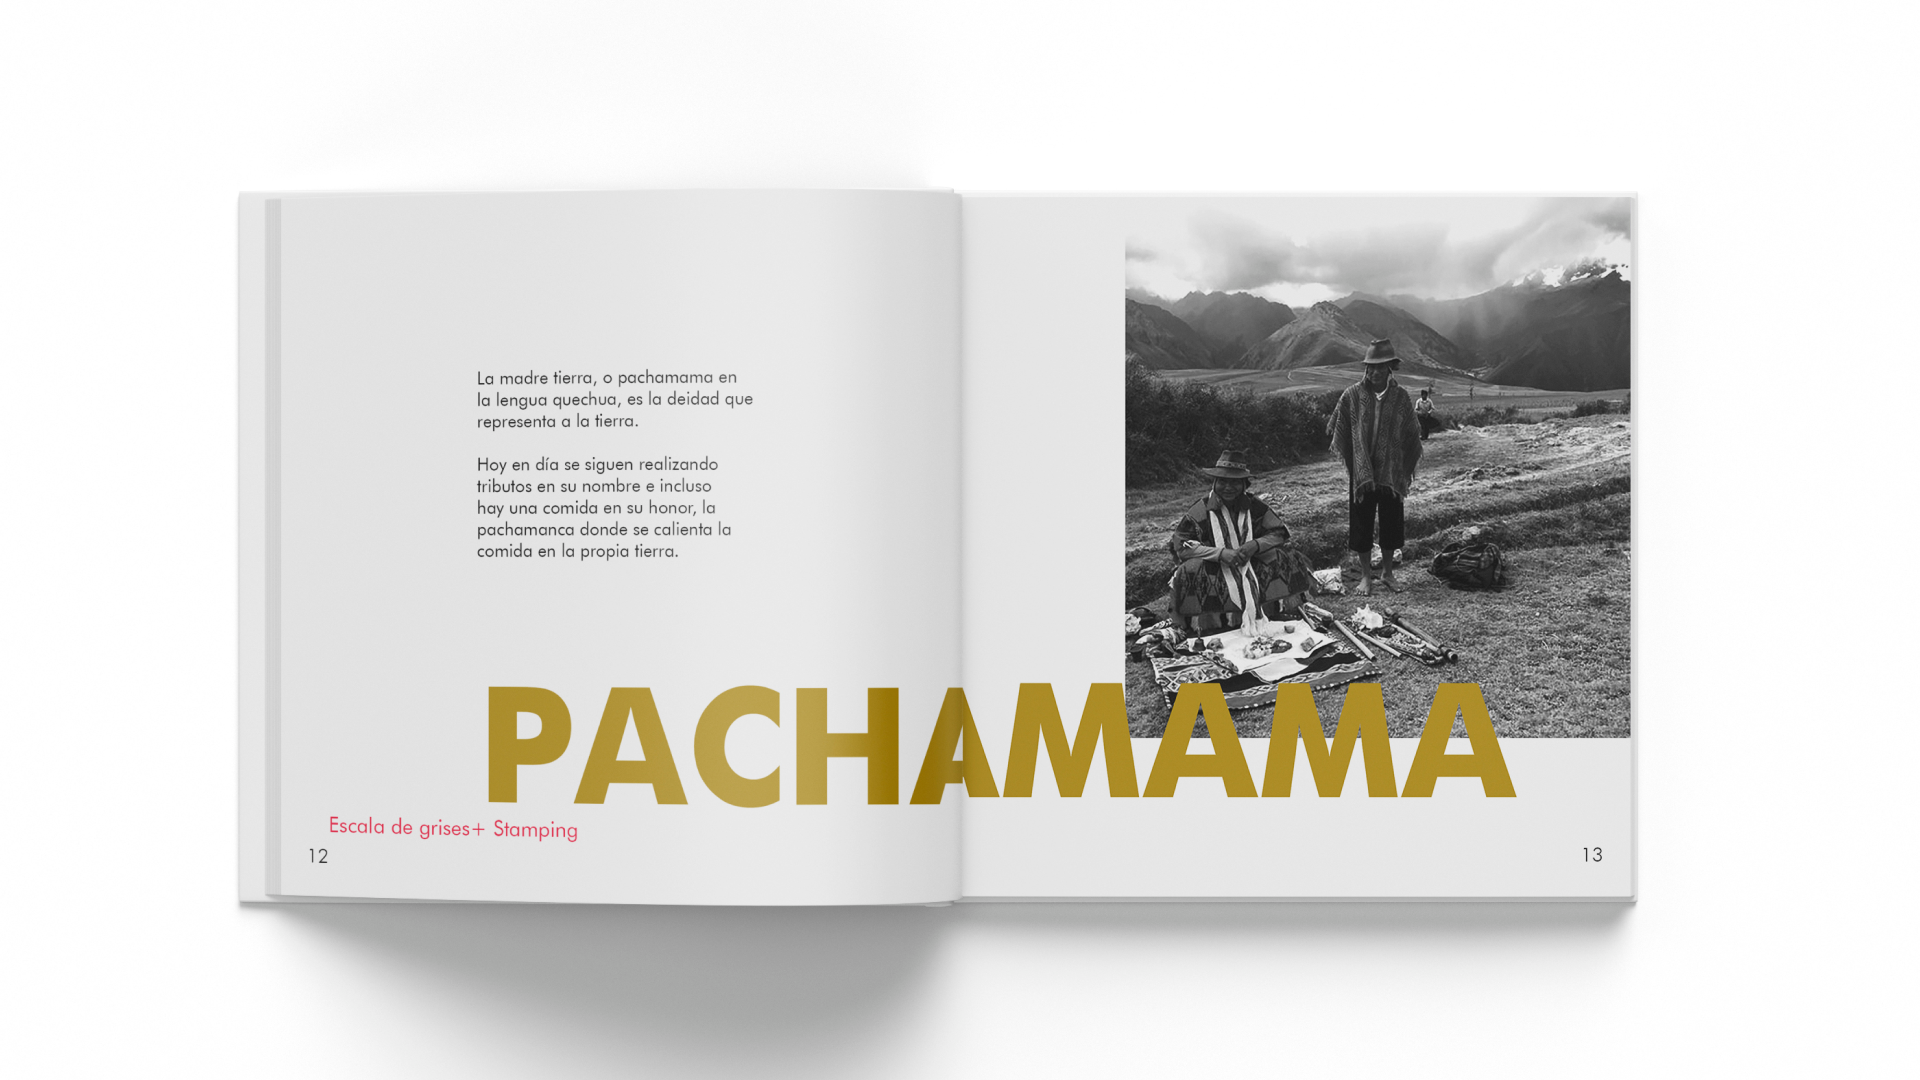 La madre tierra, o pachamama en
la lengua quechua, es la deidad que
representa a la tierra.
Hoy en día se siguen realizando
tributos en su nombre e incluso
hay una comida en su honor, la
pachamanca donde se calienta la
comida en la propia tierra.
PACHAMAMA
Escala de grises+ Stamping
12
13